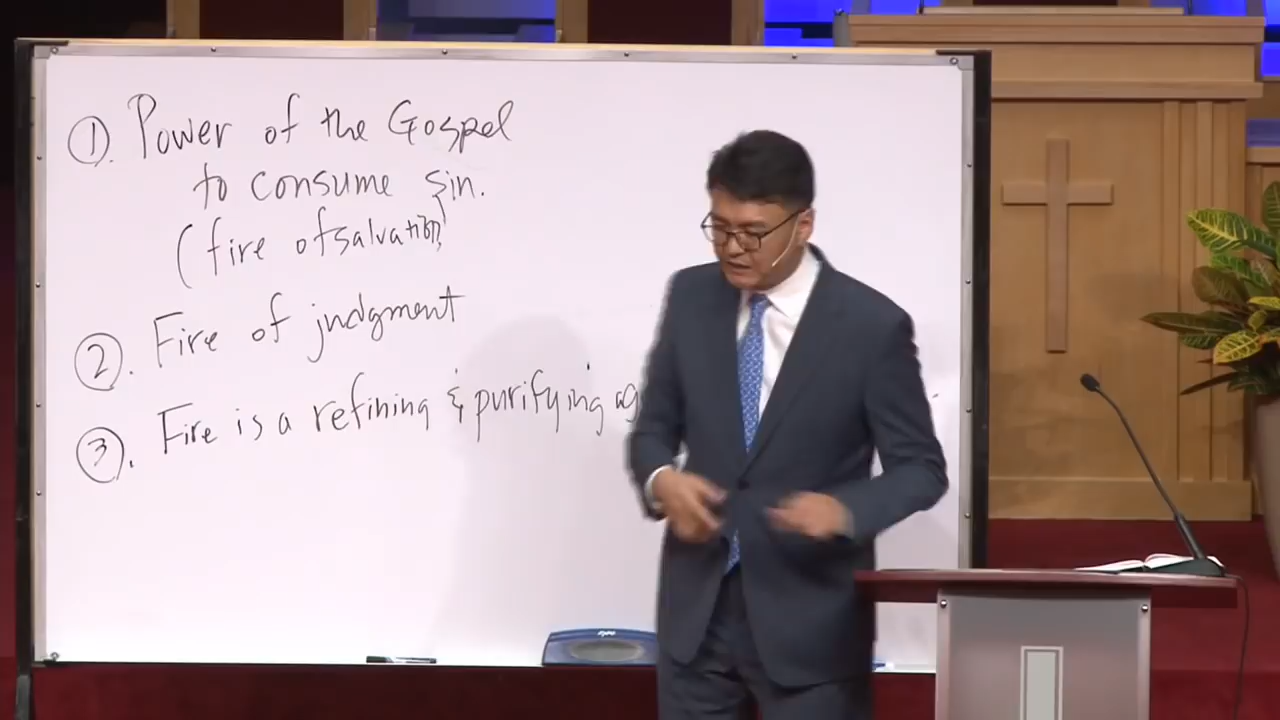 ①. Power of the Gospel
to consume sin.
(fire of salvation)
②. Fire of judgment
③. Fire is a refining & purifying ag